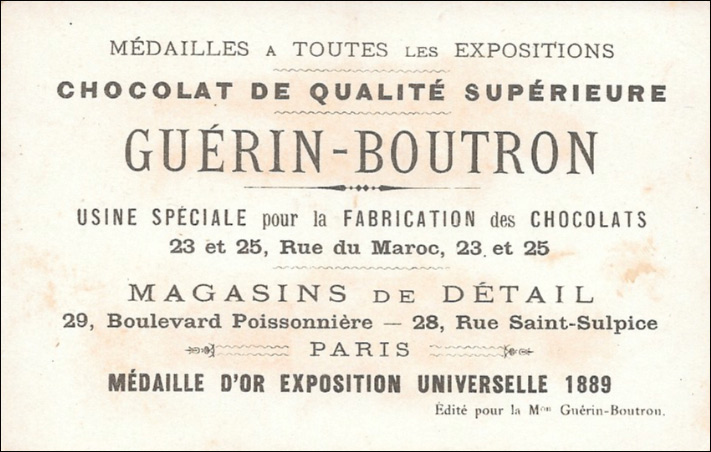 MÉDAILLES A TOUTES LES EXPOSITIONS
CHOCOLAT DE QUALITÉ SUPÉRIEURE
GUÉRIN-BOUTRON
USINE SPÉCIALE pour la FABRICATION des CHOCOLATS
23 et 25, Rue du Maroc, 23 et 25
MAGASINS DE DÉTAIL
29, Boulevard Poissonnière — 28, Rue Saint-Sulpice
PARIS
MÉDAILLE D'OR EXPOSITION UNIVERSELLE 1889
Édité pour la Mon Guérin-Boutron.